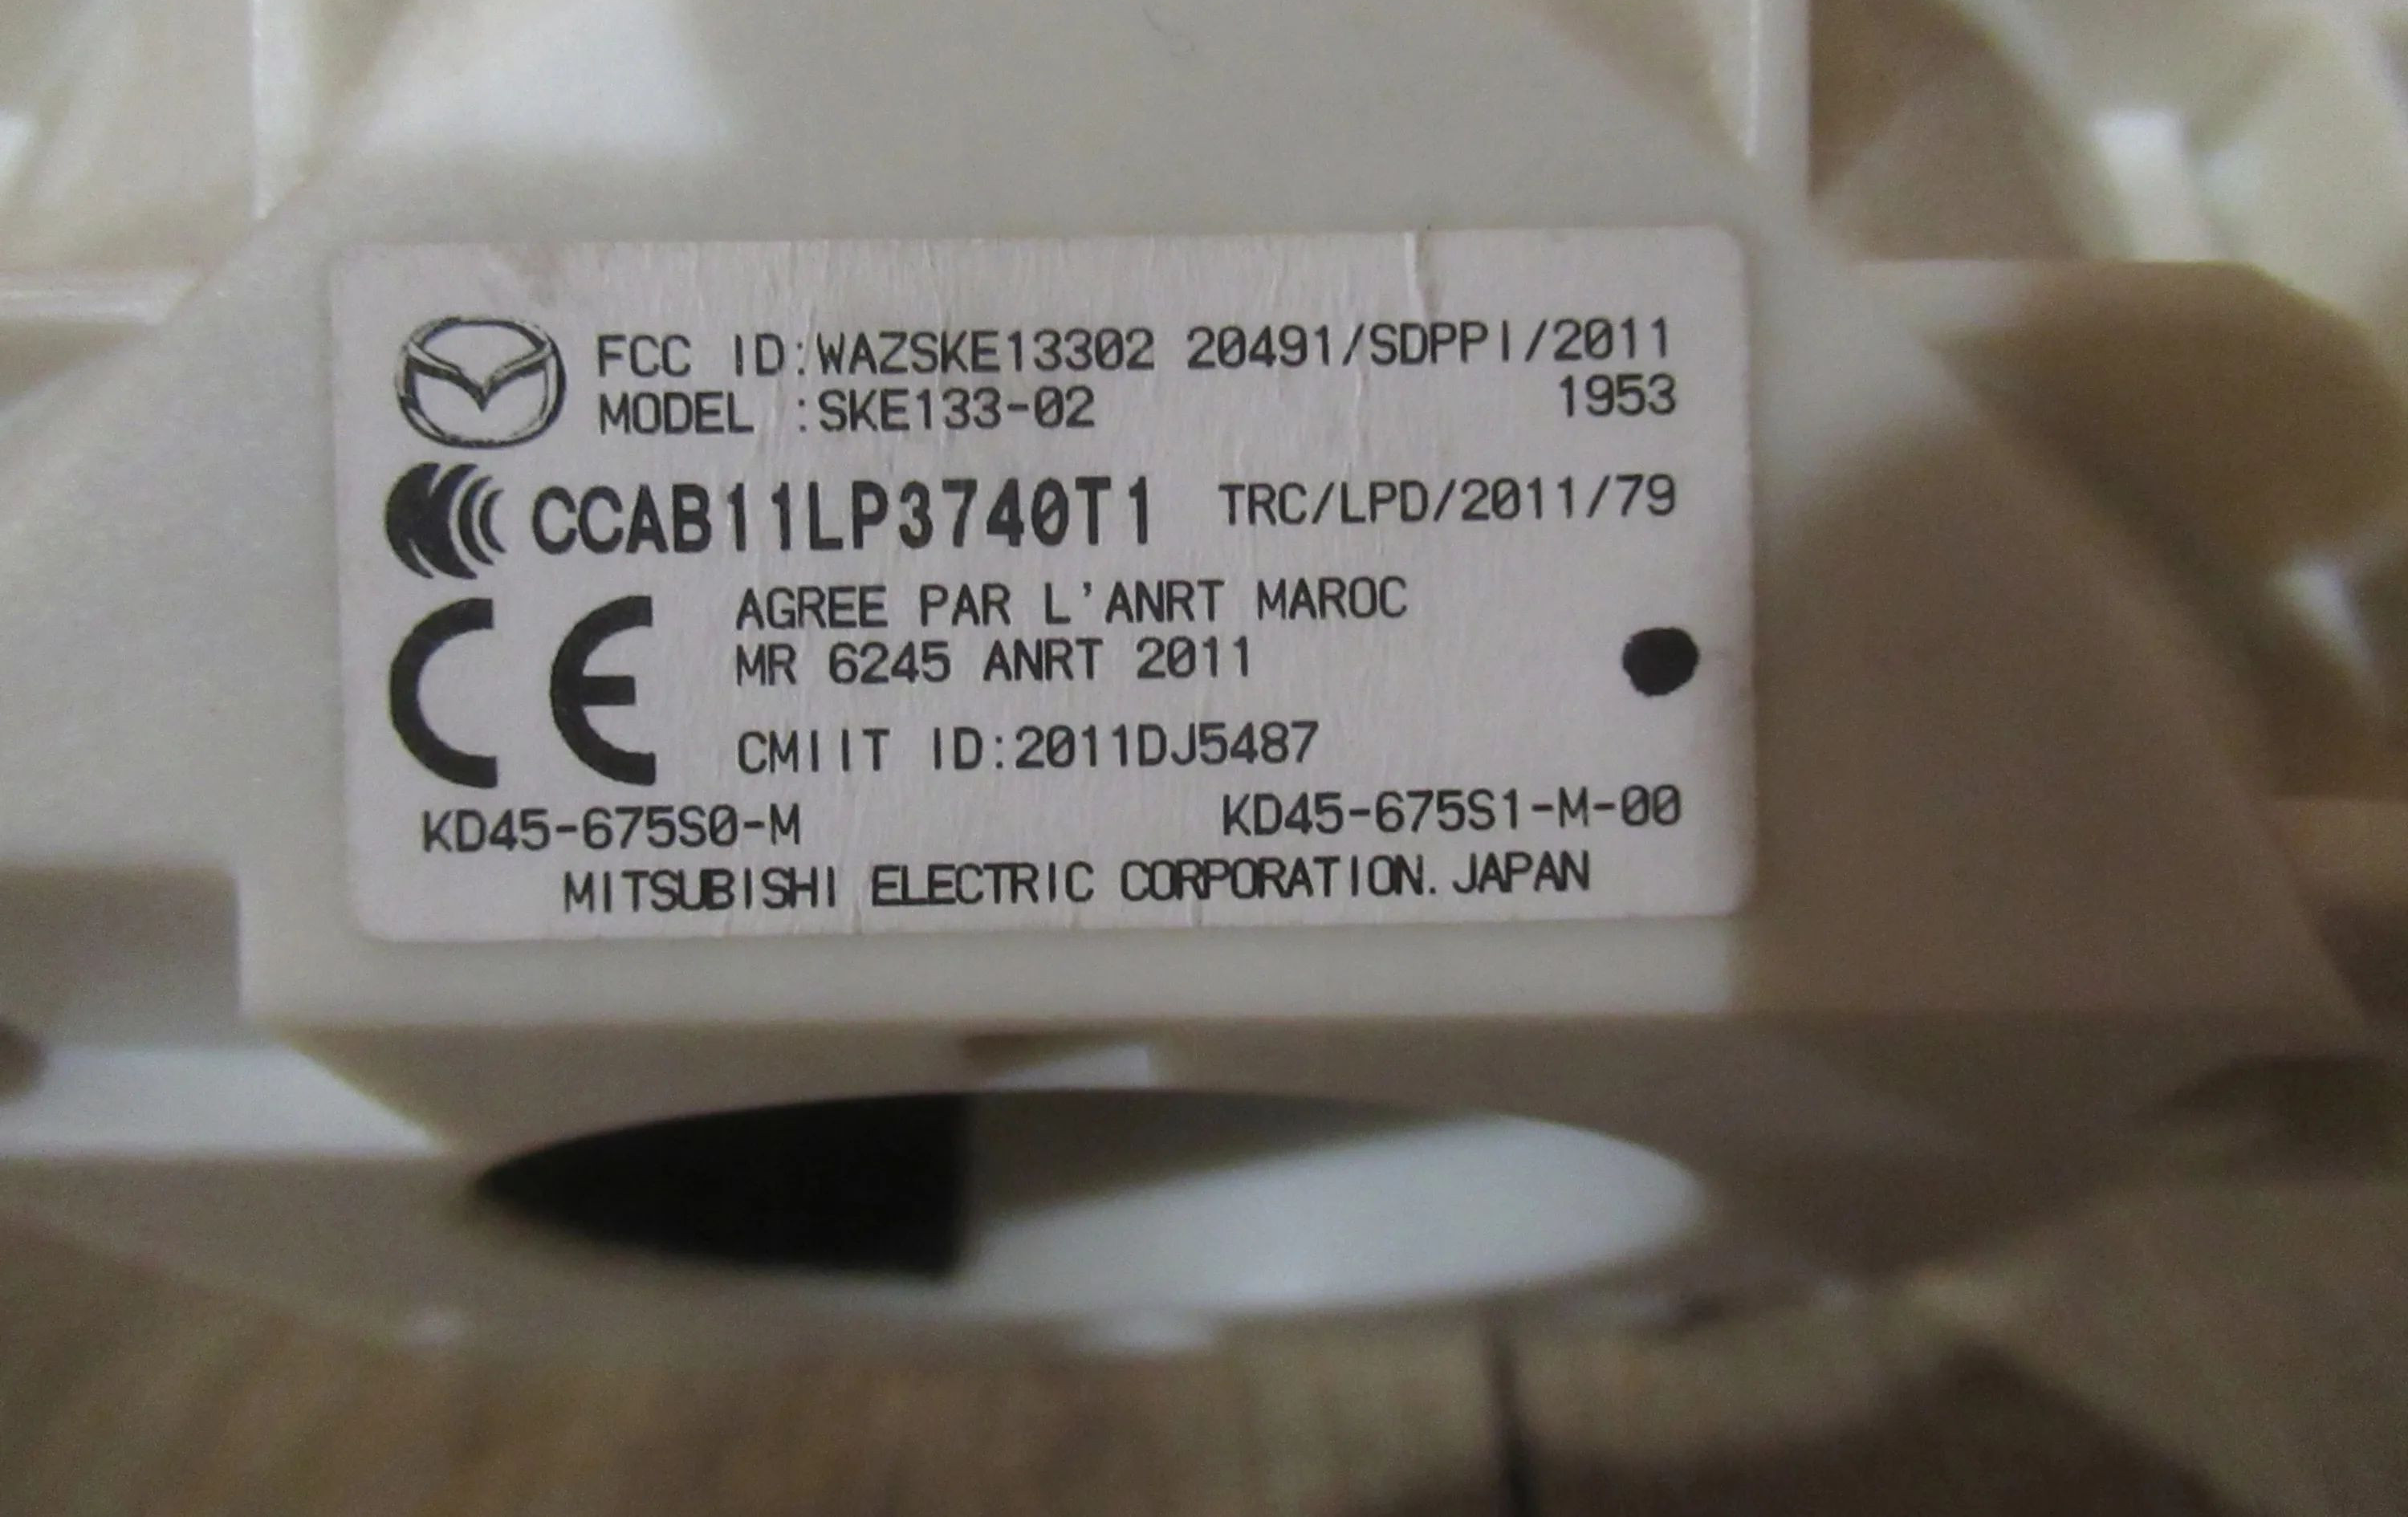 FCC ID:WAZSKE13302 20491/SDPPI/2011
MODEL :SKE133-02 1953
CCAB11LP3740T1 TRC/LPD/2011/79
CE AGREE PAR L'ANRT MAROC
MR 6245 ANRT 2011
CMIIT ID:2011DJ5487
KD45-675S0-M KD45-675S1-M-00
MITSUBISHI ELECTRIC CORPORATION. JAPAN